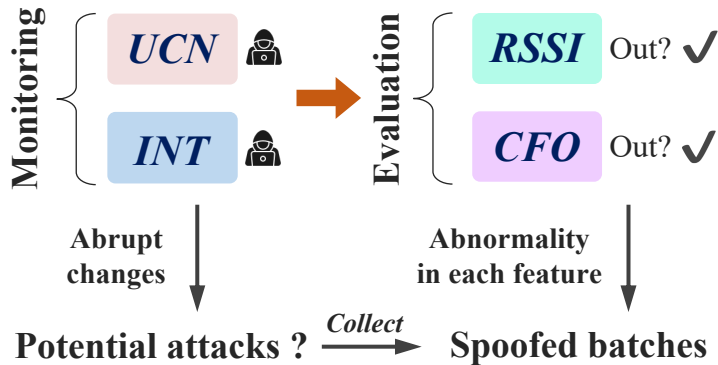 Monitoring
UCN
INT
Evaluation
RSSI Out?
CFO Out?
Abrupt
changes
Abnormality
in each feature
Potential attacks ?
Collect
Spoofed batches